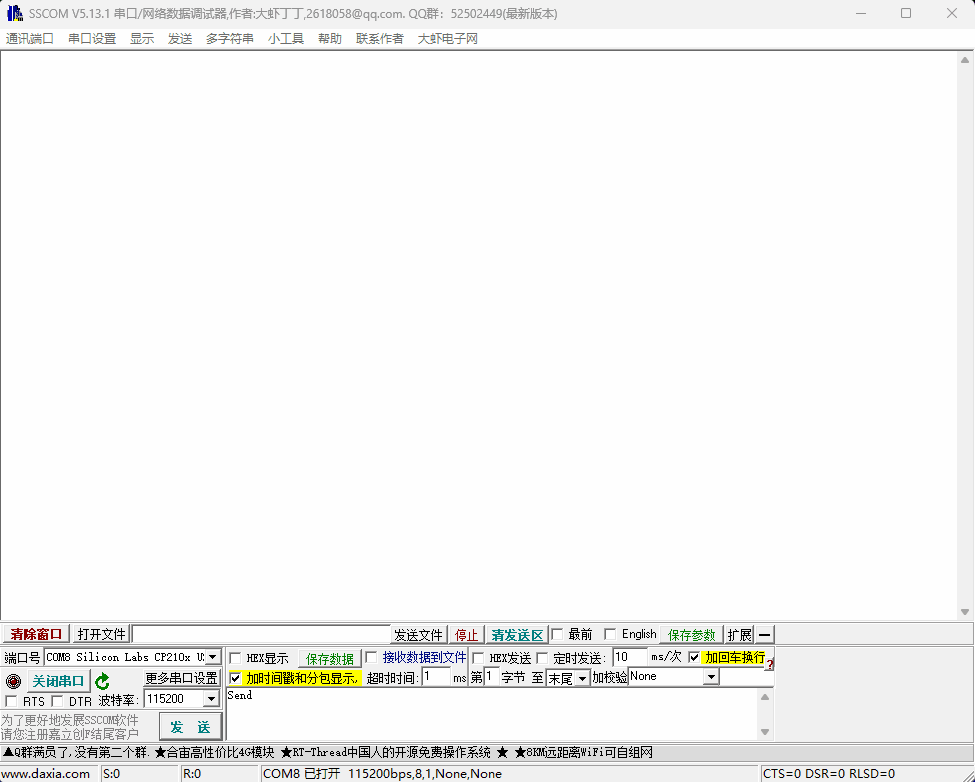 SSCOM V5.13.1 串口/网络数据调试器,作者:大虾丁丁,2618058@qq.com. QQ群: 52502449(最新版本)
通讯端口 串口设置 显示 发送 多字符串 小工具 帮助 联系作者 大虾电子网
清除窗口 打开文件 发送文件 停止 清发送区 最前 English 保存参数 扩展 —
端口号 COM8 Silicon Labs CP210x U HEX显示 保存数据 接收数据到文件 HEX发送 定时发送: 10 ms/次 加回车换行 ?
关闭串口 更多串口设置 加时间戳和分包显示, 超时时间: 1 ms 第 1 字节 至 末尾 加校验 None
RTS DTR 波特率: 115200 Send
为了更好地发展SSCOM软件
请您注册嘉立创F结尾客户
发 送
▲Q群满员了,没有第二个群. ★合宙高性价比4G模块 ★RT-Thread中国人的开源免费操作系统 ★ ★8KM远距离WiFi可自组网
www.daxia.com S:0 R:0 COM8 已打开 115200bps,8,1,None,None CTS=0 DSR=0 RLSD=0